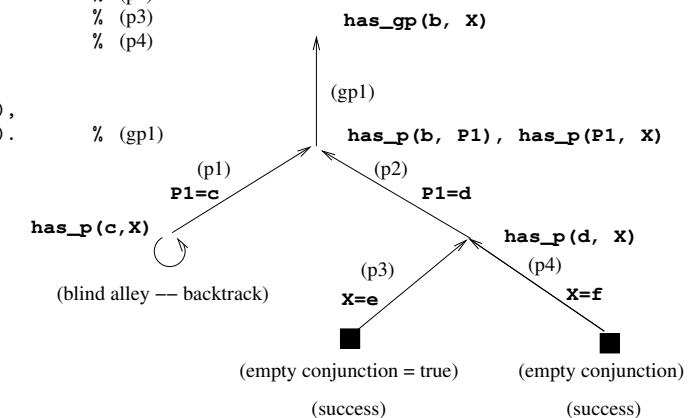 % (p3)
has_gp(b, X)
% (p4)
(gp1)
),
). % (gp1)
has_p(b, P1), has_p(P1, X)
(p1)
(p2)
P1=c
P1=d
has_p(c,X)
has_p(d, X)
(p3)
(p4)
(blind alley −− backtrack)
X=e
X=f
(empty conjunction = true)
(empty conjunction)
(success)
(success)